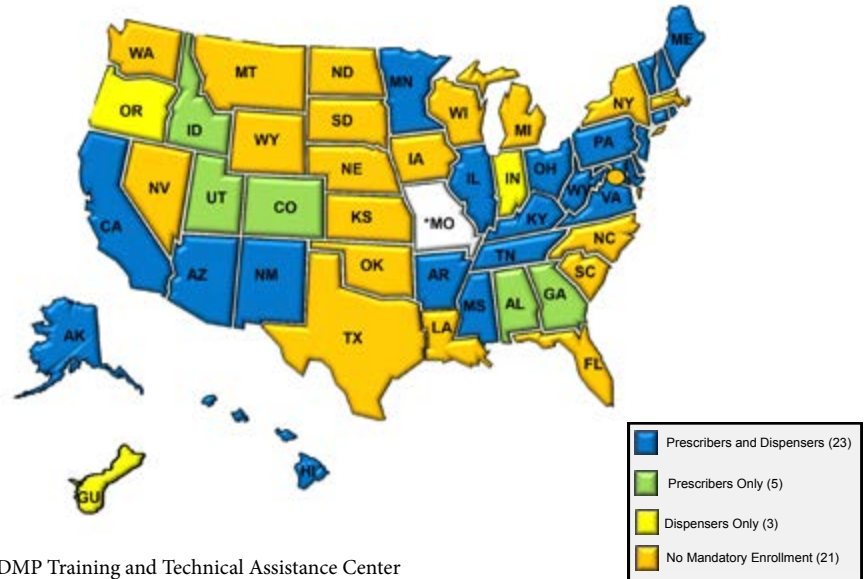 WA
MT
ND
MN
ME
OR
ID
WY
SD
WI
MI
NY
NV
UT
CO
NE
IA
IL
IN
OH
PA
CA
KS
*MO
KY
WV
VA
AZ
NM
OK
AR
TN
NC
SC
TX
LA
MS
AL
GA
FL
AK
HI
GU
Prescribers and Dispensers (23)
Prescribers Only (5)
Dispensers Only (3)
No Mandatory Enrollment (21)
DMP Training and Technical Assistance Center